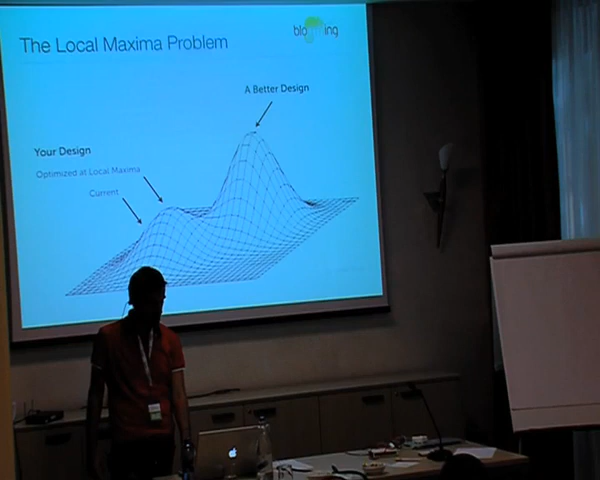 The Local Maxima Problem
A Better Design
Your Design
Optimized at Local Maxima
Current